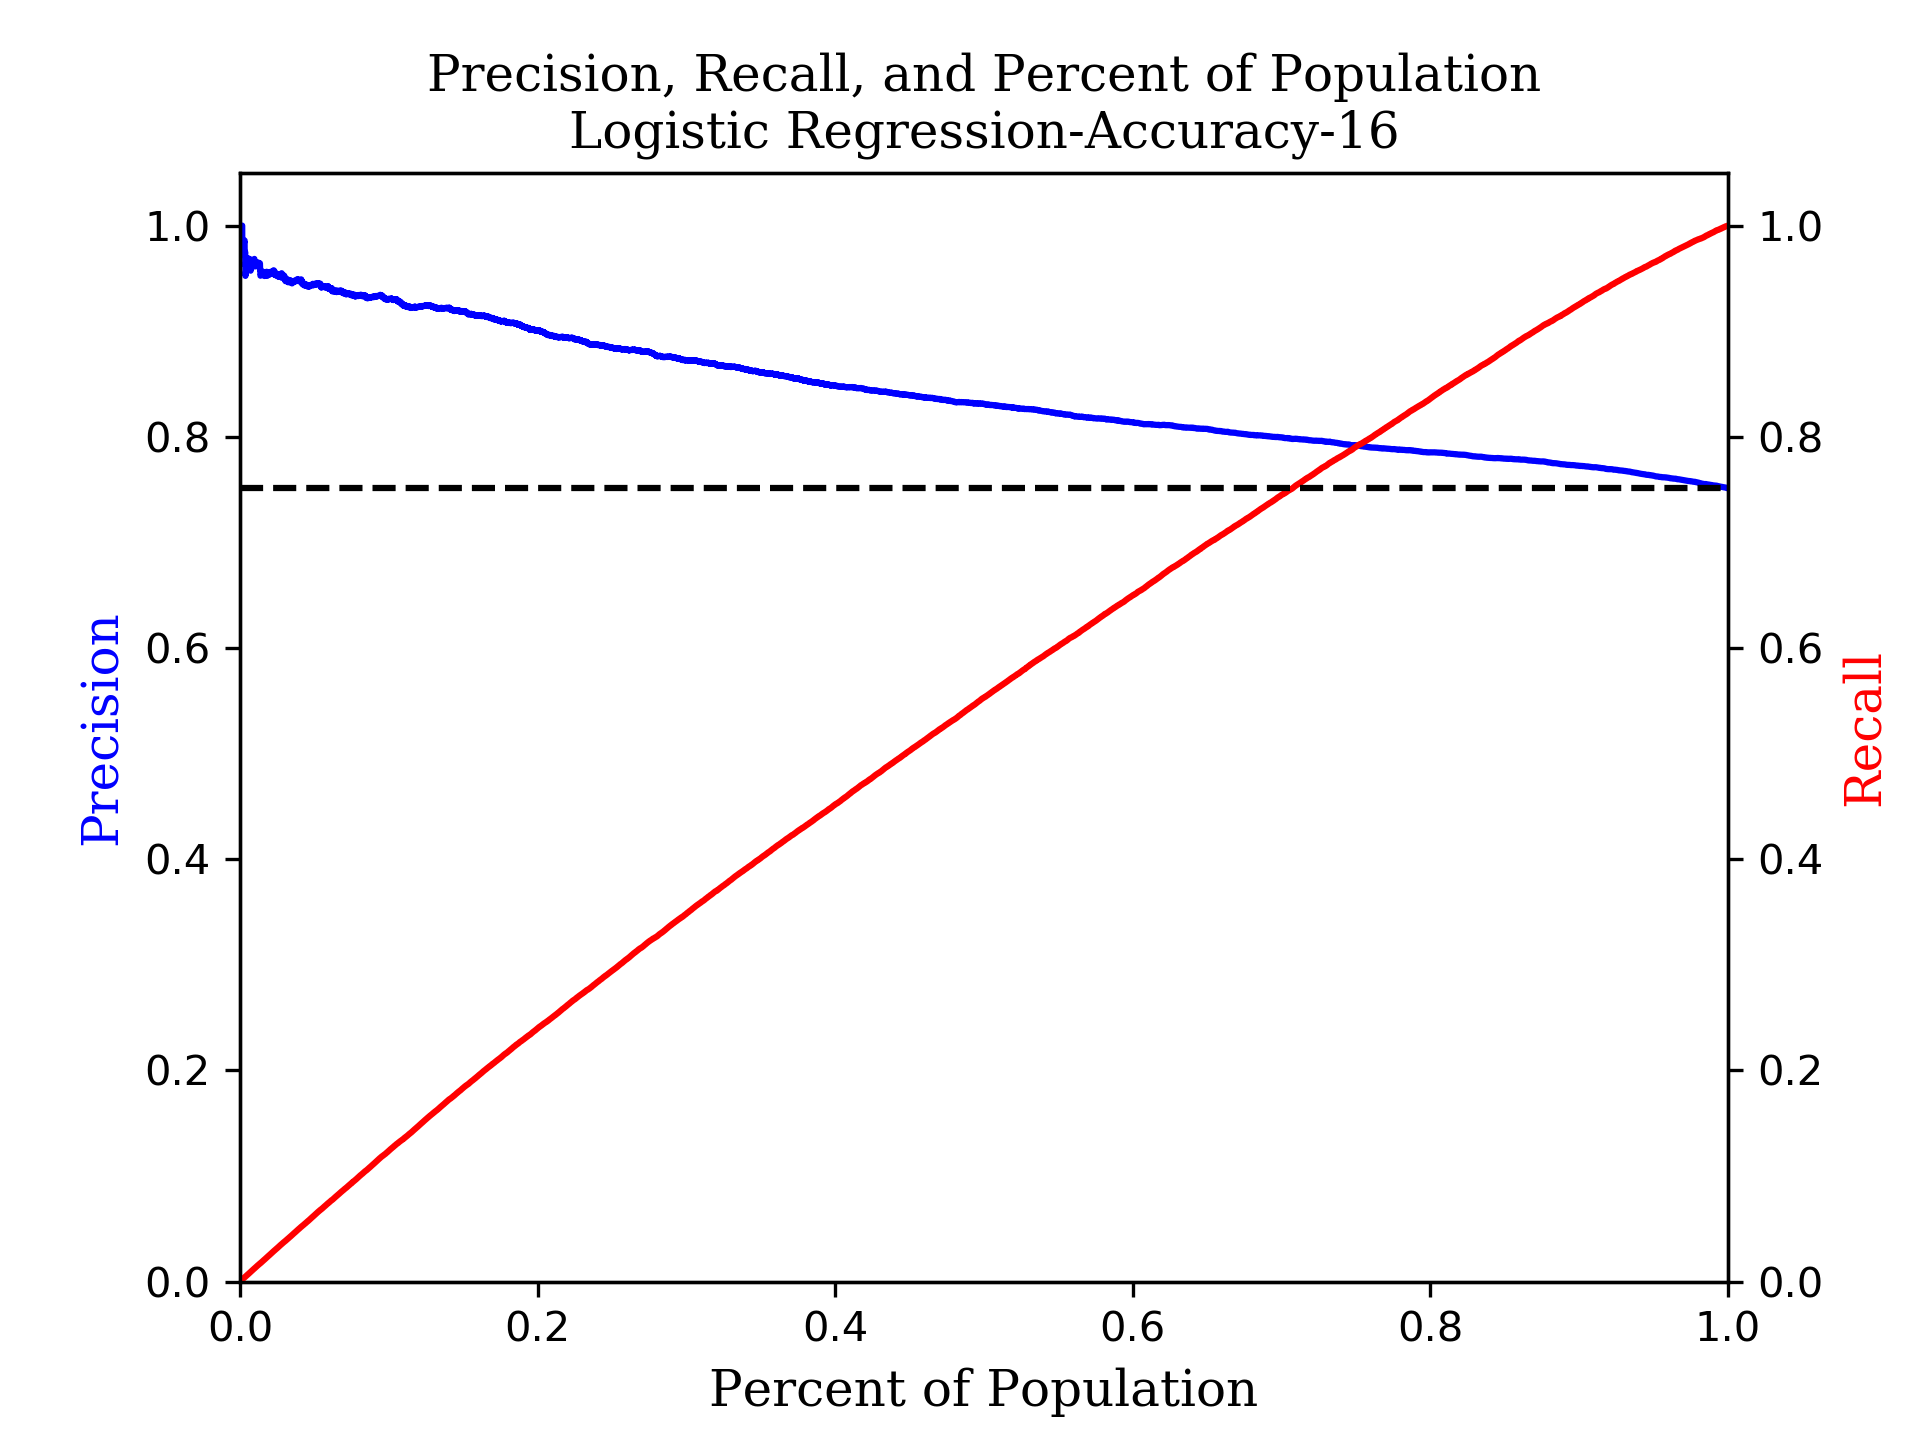 Precision, Recall, and Percent of Population
Logistic Regression-Accuracy-16
1.0
0.8
0.6
0.4
0.2
0.0
Precision
1.0
0.8
0.6
0.4
0.2
0.0
Recall
0.0 0.2 0.4 0.6 0.8 1.0
Percent of Population